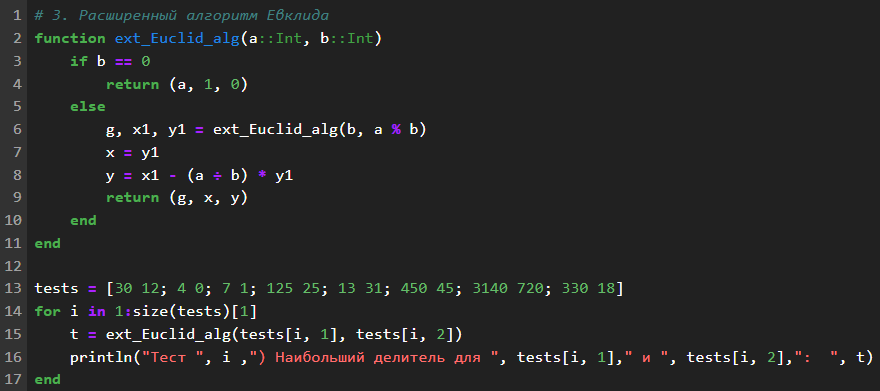 1 # 3. Расширенный алгоритм Евклида
2 function ext_Euclid_alg(a::Int, b::Int)
3     if b == 0
4         return (a, 1, 0)
5     else
6         g, x1, y1 = ext_Euclid_alg(b, a % b)
7         x = y1
8         y = x1 - (a ÷ b) * y1
9         return (g, x, y)
10     end
11 end
12
13 tests = [30 12; 4 0; 7 1; 125 25; 13 31; 450 45; 3140 720; 330 18]
14 for i in 1:size(tests)[1]
15     t = ext_Euclid_alg(tests[i, 1], tests[i, 2])
16     println("Тест ", i ,") Наибольший делитель для ", tests[i, 1]," и ", tests[i, 2],":  ", t)
17 end